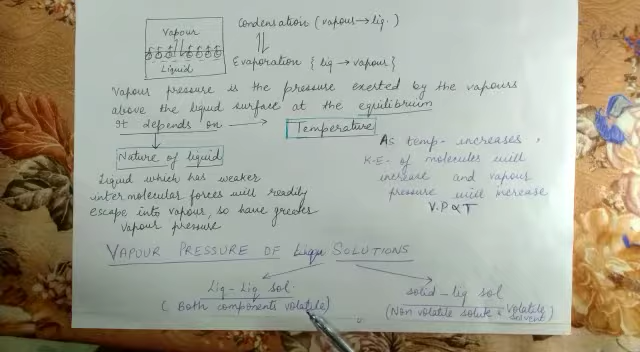 Vapour
Liquid
Condensation (vapours → liq.)
Evaporation { liq → vapours }
Vapour pressure is the pressure exerted by the vapours
above the liquid surface at the equilibrium
It depends on →
Temperature
Nature of liquid
Liquid which has weaker
intermolecular forces will readily
escape into vapour, so have greater
vapour pressure
As temp- increases,
K.E. of molecules will
increase and vapour
pressure will increase
V.P ∝ T
VAPOUR PRESSURE OF Liqu SOLUTIONS
Liq-Liq sol.
(Both components volatile)
solid-liq sol
(Non volatile solute & Volatile
solvent)